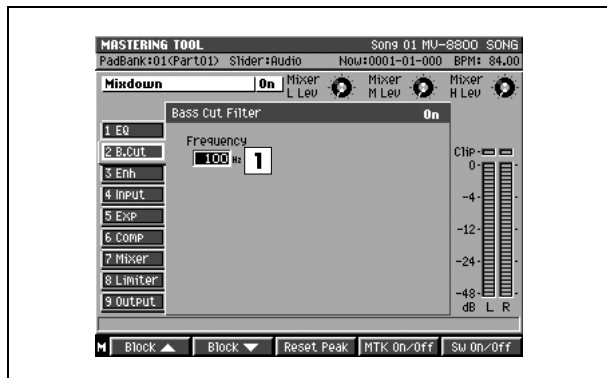 MASTERING TOOL Song 01 MV-8800 SONG
PadBank:01(Part01) Slider:Audio Now:0001-01-000 BPM: 84.00
Mixdown On Mixer L Lev Mixer M Lev Mixer H Lev
Bass Cut Filter On
1 EQ
2 B.Cut
3 Enh
4 Input
5 Exp
6 Comp
7 Mixer
8 Limiter
9 Output
Frequency
100 Hz 1
Clip
0
-4
-12
-24
-48
dB L R
M Block ▲ Block ▼ Reset Peak MTK On/Off Sw On/Off